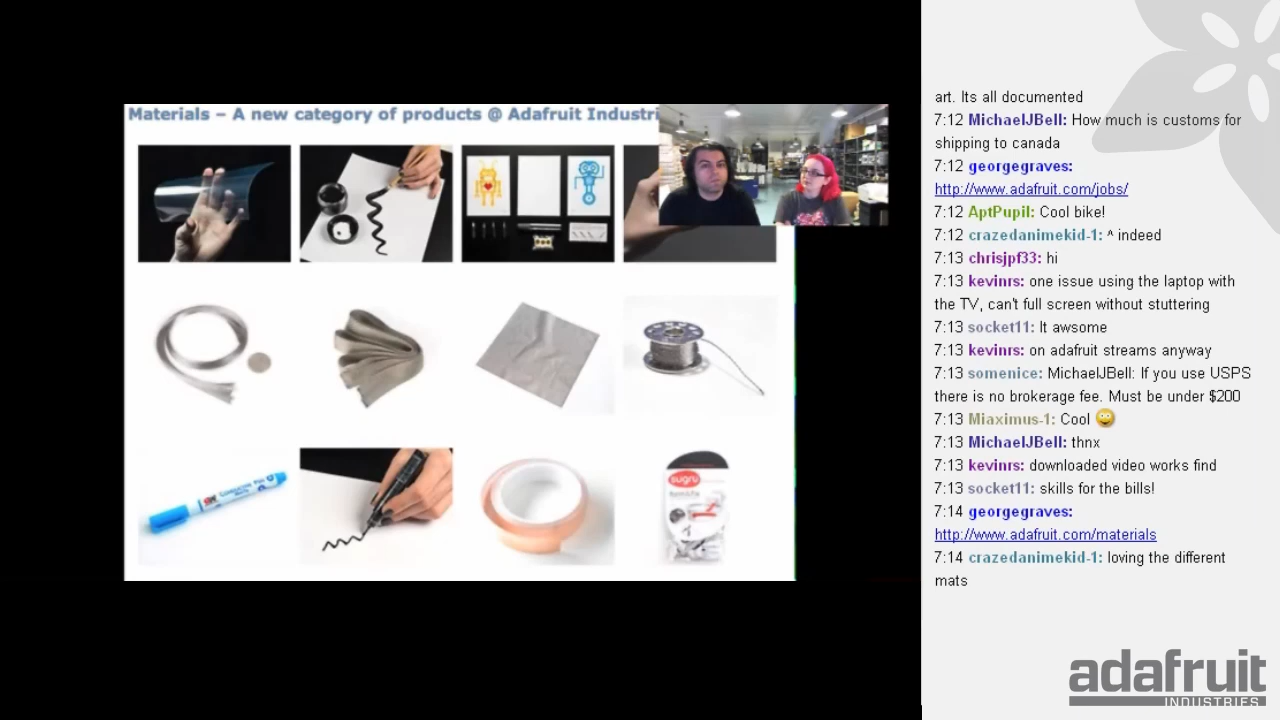 Materials – A new category of products @ Adafruit Industri
sugru
art. Its all documented
7:12 MichaelJBell: How much is customs for
shipping to canada
7:12 georgegraves:
http://www.adafruit.com/jobs/
7:12 AptPupil: Cool bike!
7:12 crazedanimekid-1: ^ indeed
7:13 chrisjpf33: hi
7:13 kevinrs: one issue using the laptop with
the TV, can't full screen without stuttering
7:13 socket11: It awsome
7:13 kevinrs: on adafruit streams anyway
7:13 somenice: MichaelJBell: If you use USPS
there is no brokerage fee. Must be under $200
7:13 Miaximus-1: Cool
7:13 MichaelJBell: thnx
7:13 kevinrs: downloaded video works find
7:13 socket11: skills for the bills!
7:14 georgegraves:
http://www.adafruit.com/materials
7:14 crazedanimekid-1: loving the different
mats
adafruit
INDUSTRIES